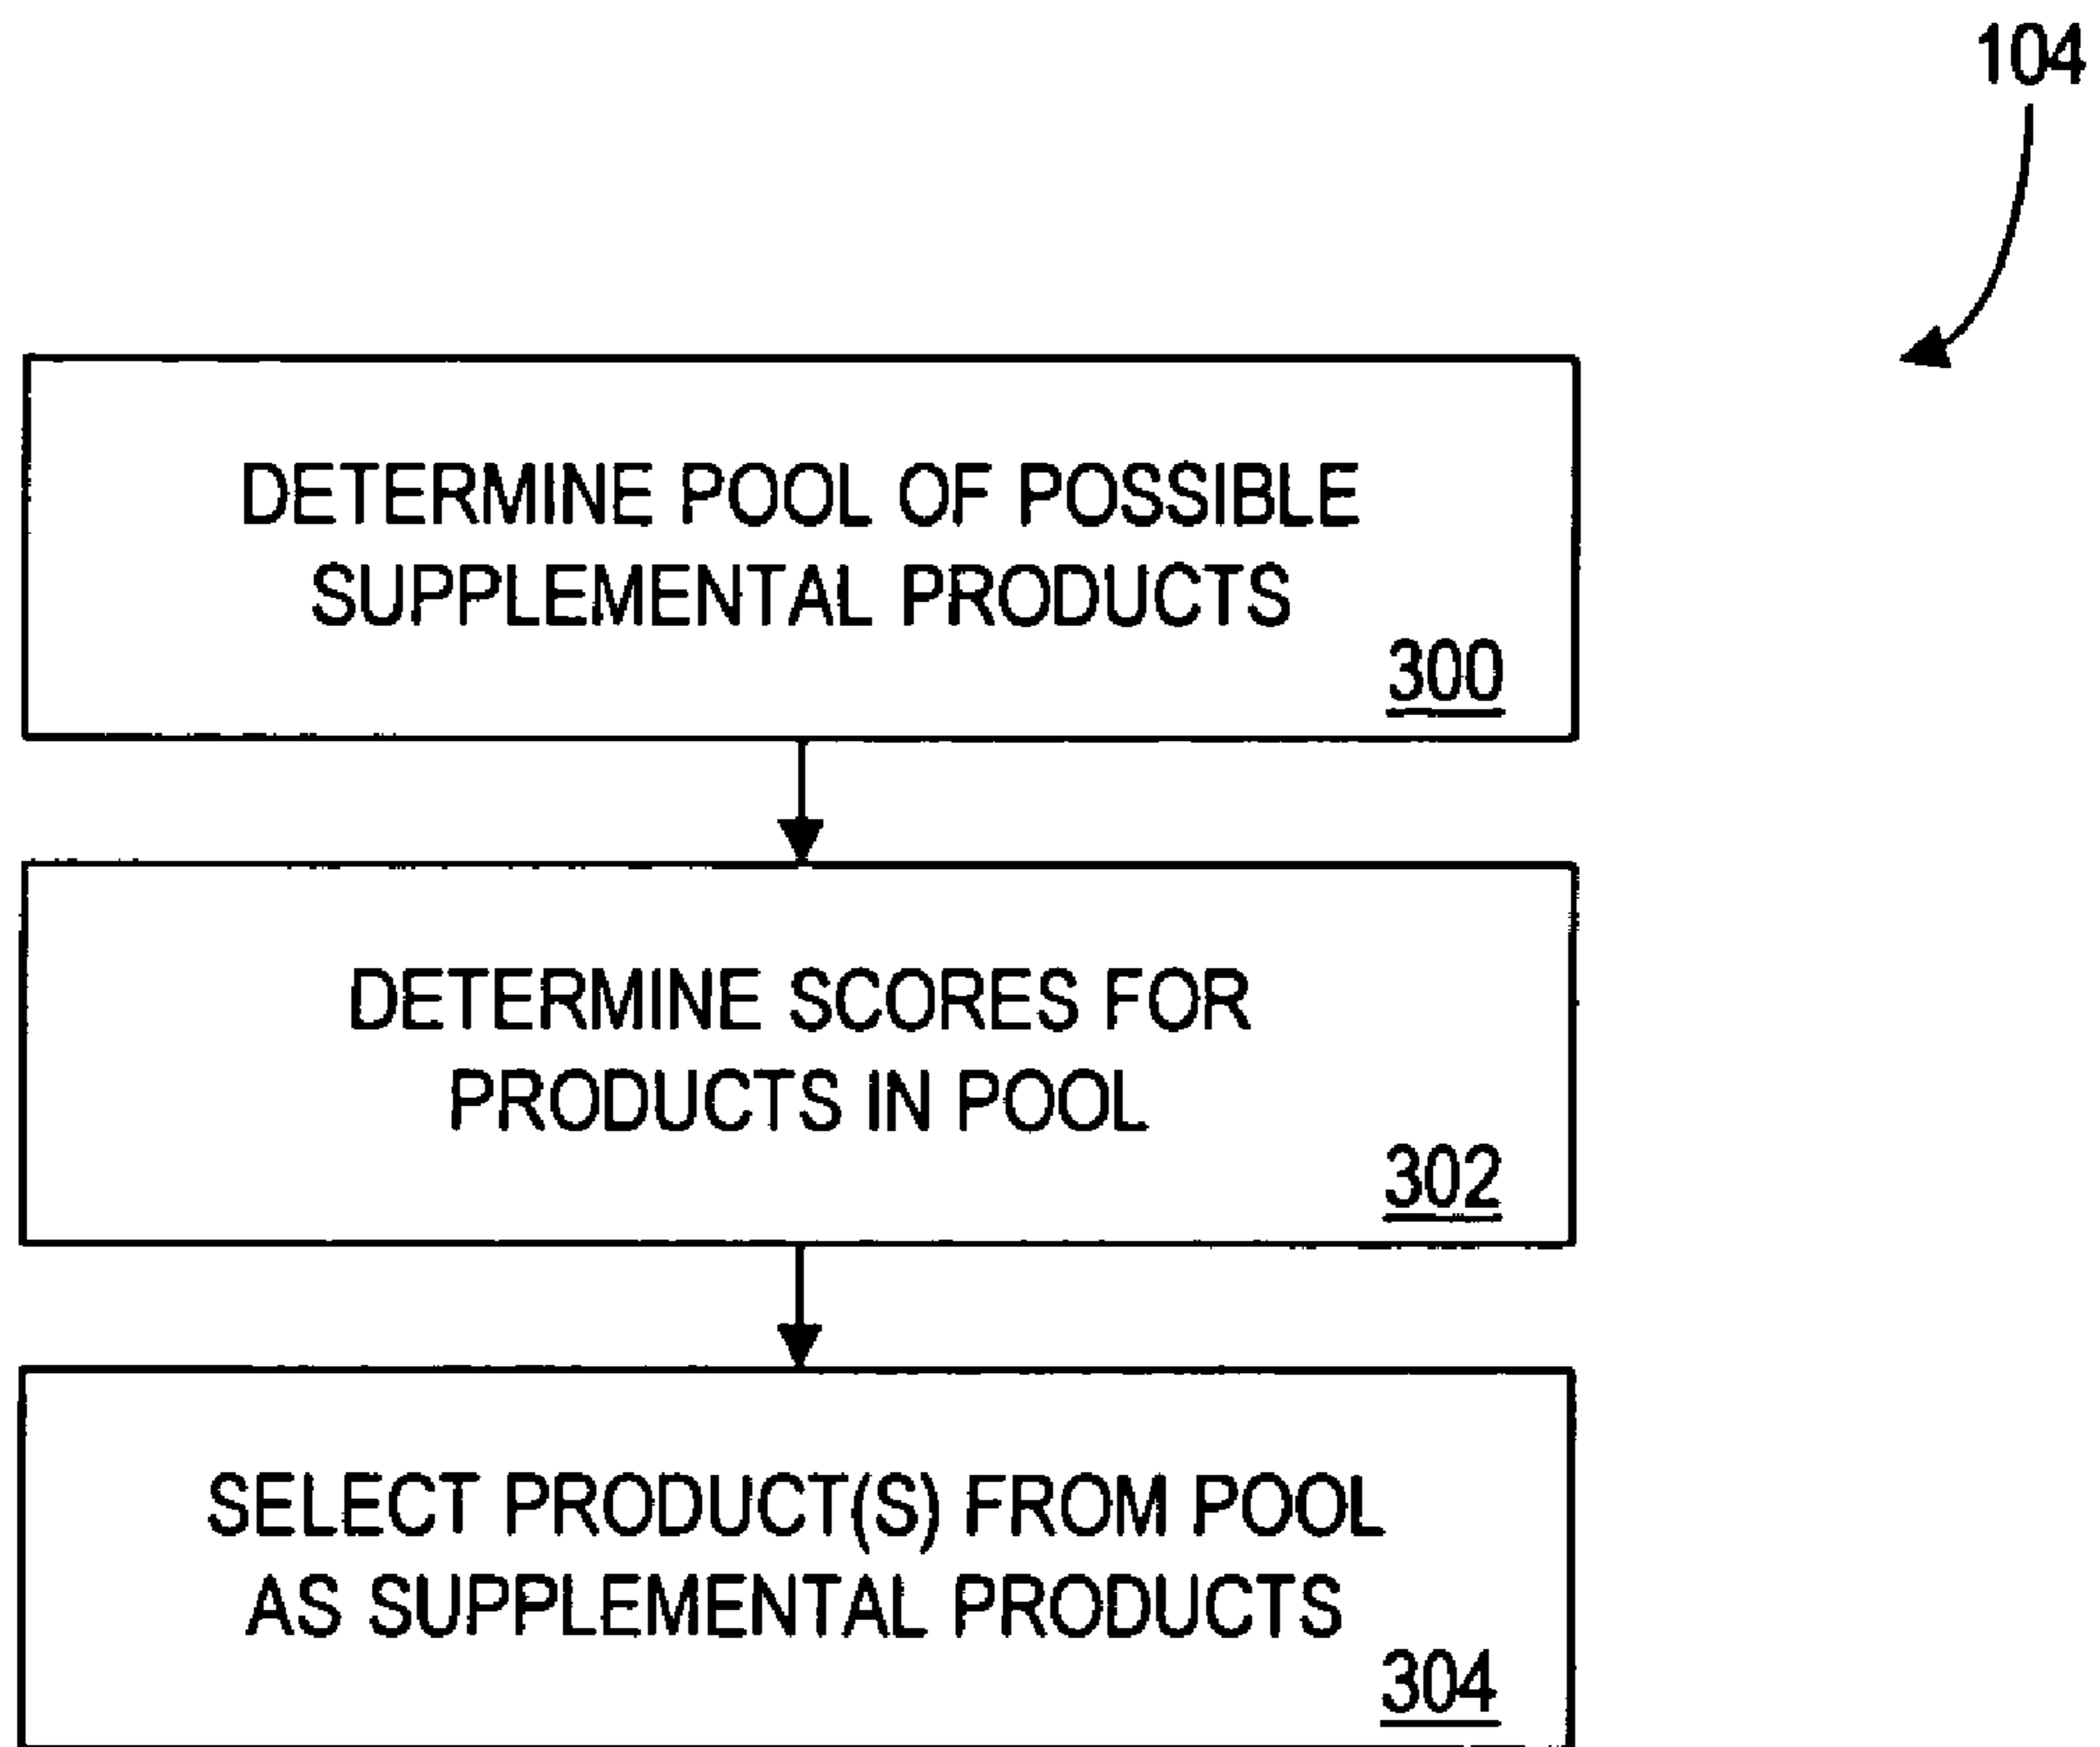 104
DETERMINE POOL OF POSSIBLE
SUPPLEMENTAL PRODUCTS
300
DETERMINE SCORES FOR
PRODUCTS IN POOL
302
SELECT PRODUCT(S) FROM POOL
AS SUPPLEMENTAL PRODUCTS
304